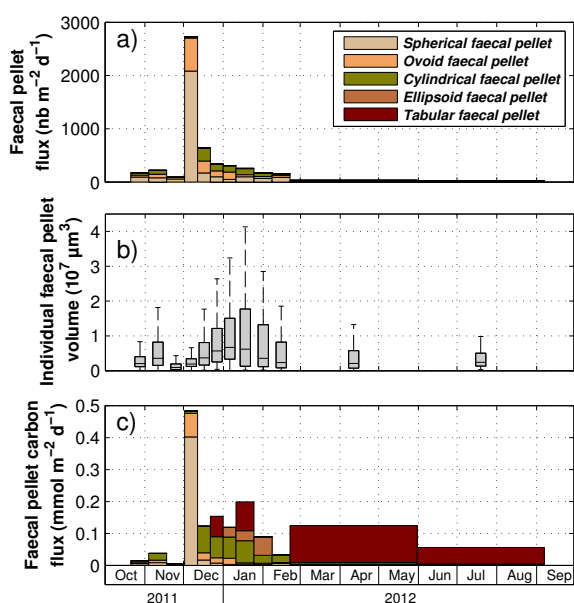 a)
Faecal pellet
flux (nb m⁻² d⁻¹)
3000
2000
1000
0
Spherical faecal pellet
Ovoid faecal pellet
Cylindrical faecal pellet
Ellipsoid faecal pellet
Tabular faecal pellet
b)
Individual faecal pellet
volume (10⁷ µm³)
4
3
2
1
0
c)
Faecal pellet carbon
flux (mmol m⁻² d⁻¹)
0.5
0.4
0.3
0.2
0.1
0
Oct Nov Dec Jan Feb Mar Apr May Jun Jul Aug Sep
2011 2012